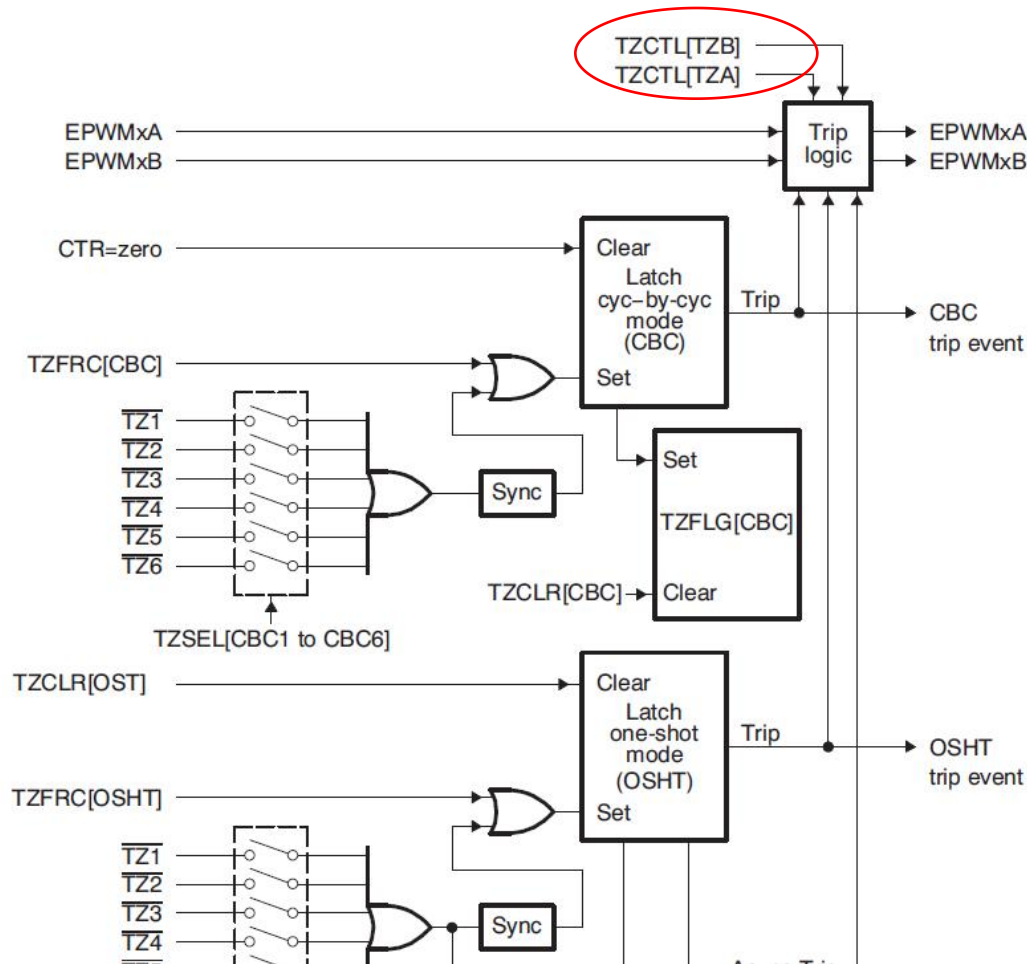 TZCTL[TZB]
TZCTL[TZA]
EPWMxA
EPWMxB
Trip
logic
EPWMxA
EPWMxB
CTR=zero
Clear
Latch
cyc−by-cyc
mode
(CBC)
Set
Trip
CBC
trip event
TZFRC[CBC]
TZ1
TZ2
TZ3
TZ4
TZ5
TZ6
Sync
Set
TZFLG[CBC]
Clear
TZCLR[CBC]
TZSEL[CBC1 to CBC6]
TZCLR[OST]
Clear
Latch
one-shot
mode
(OSHT)
Set
Trip
OSHT
trip event
TZFRC[OSHT]
TZ1
TZ2
TZ3
TZ4
Sync